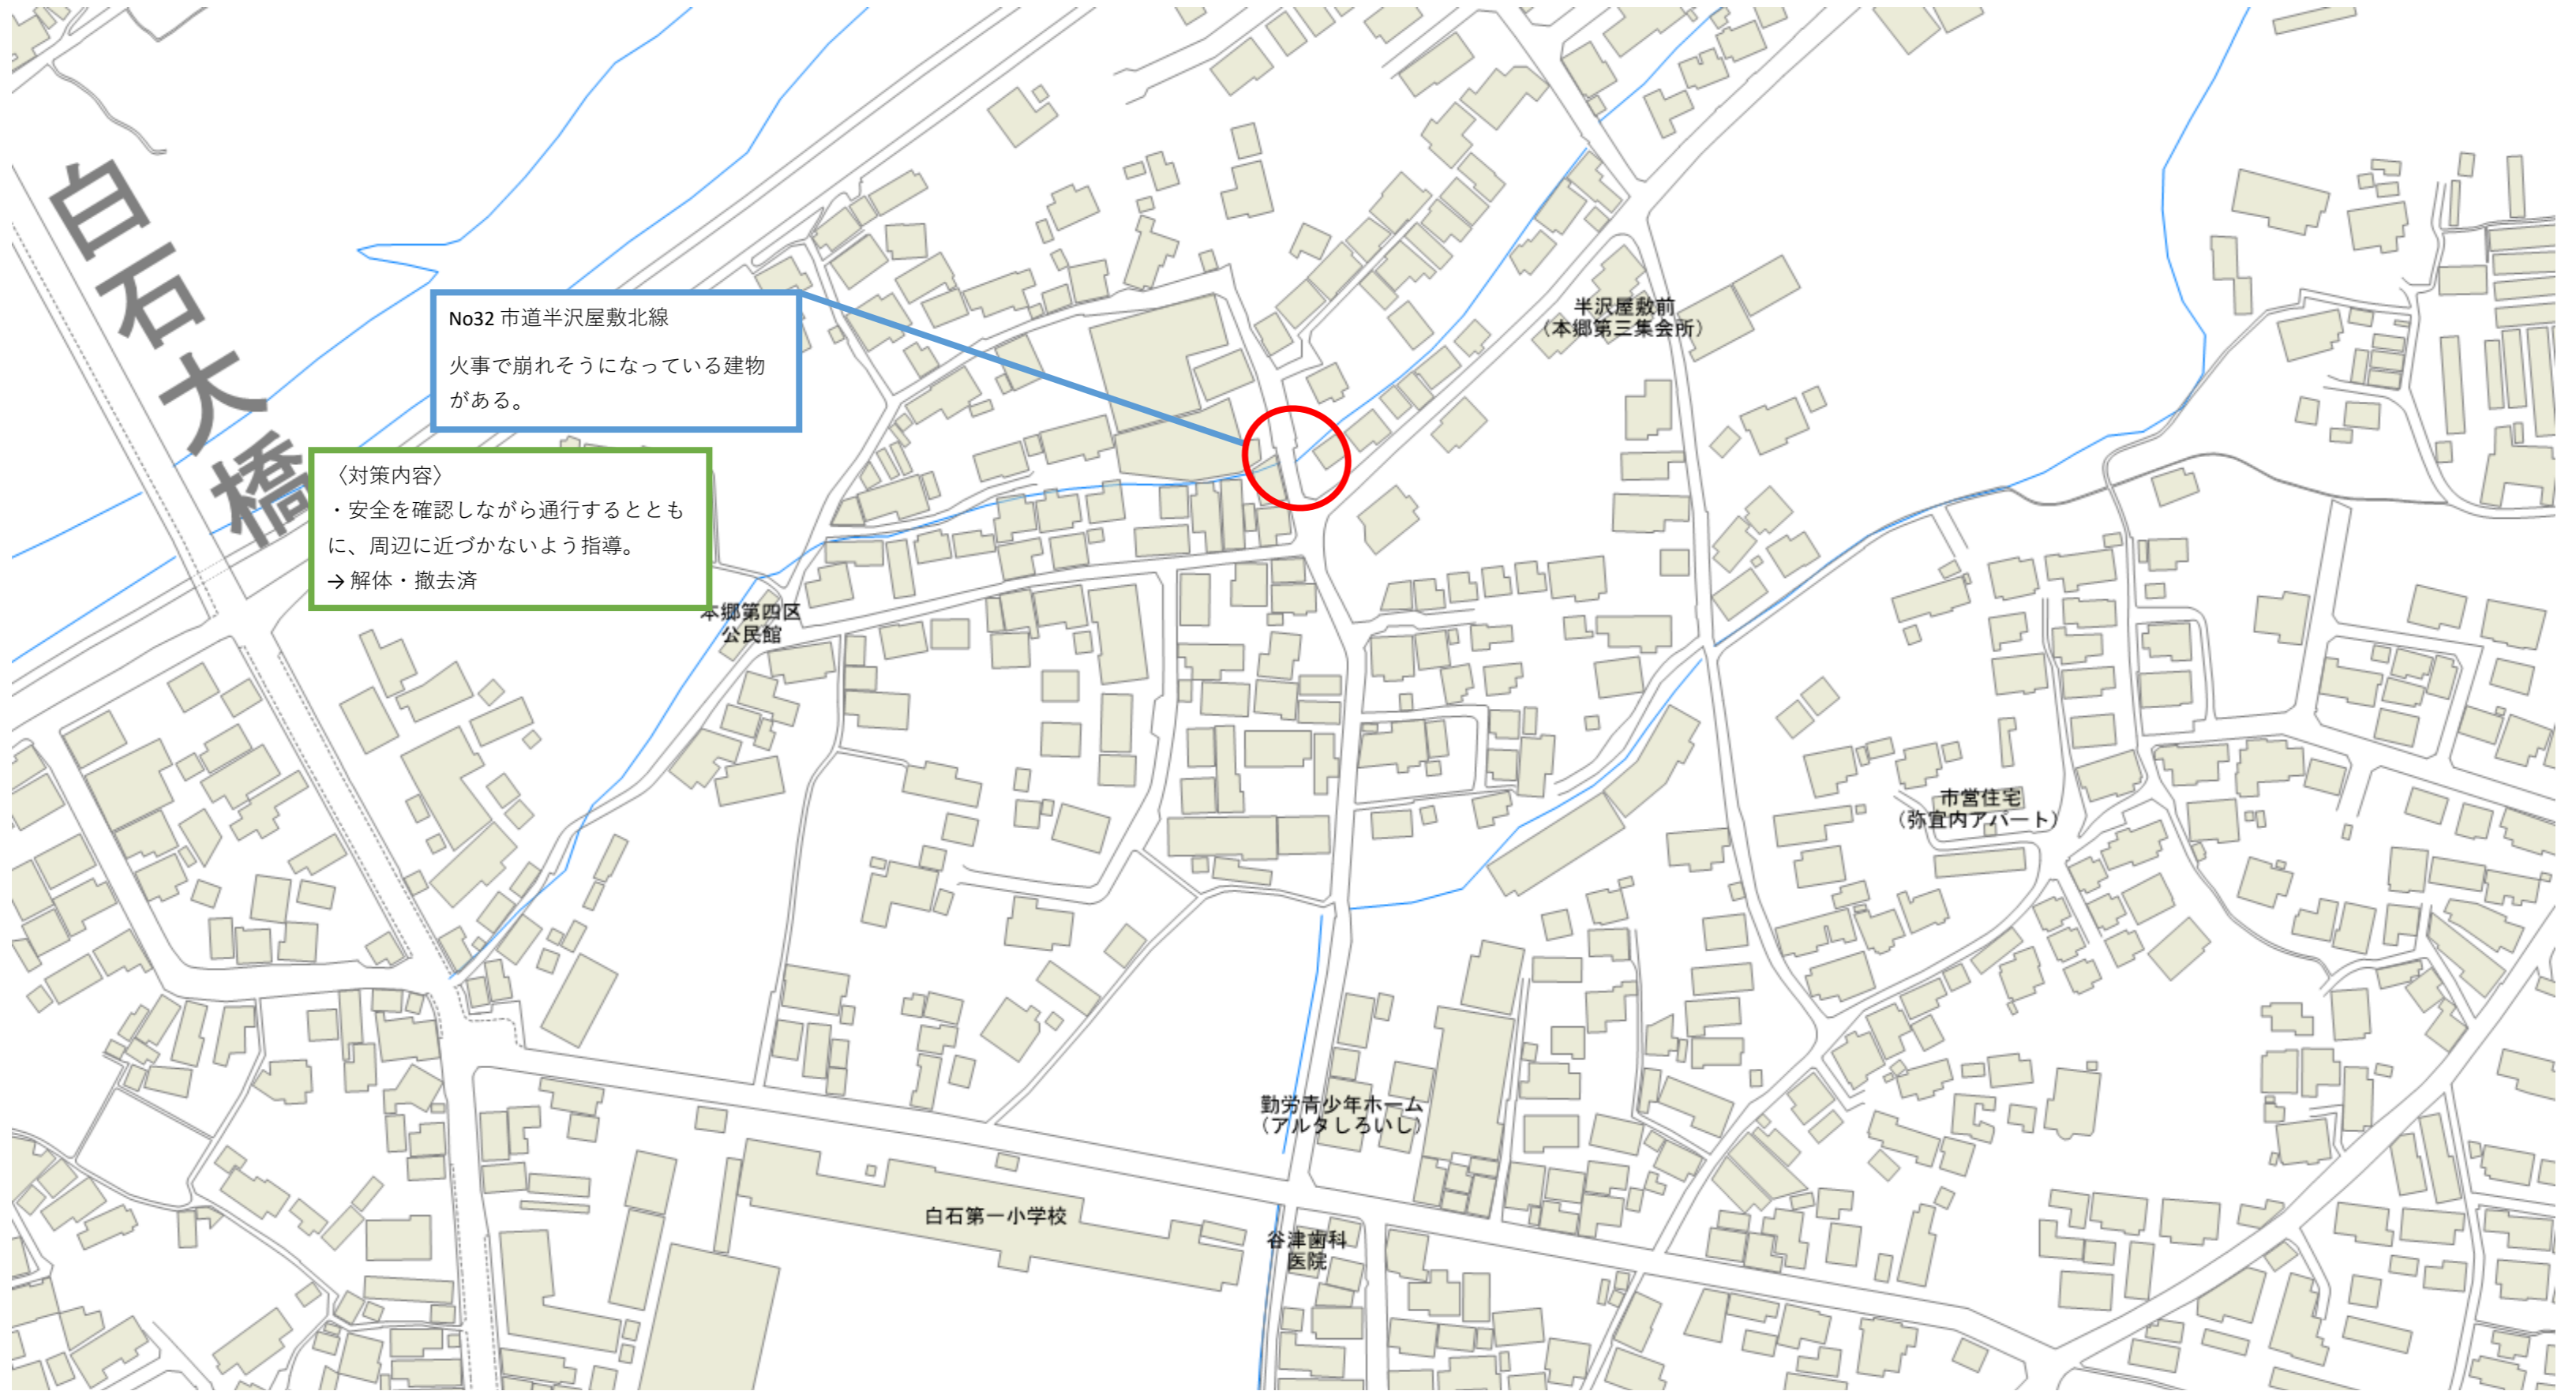 白石大橋
No32 市道半沢屋敷北線
火事で崩れそうになっている建物
がある。
〈対策内容〉
・安全を確認しながら通行するととも
に、周辺に近づかないよう指導。
→ 解体・撤去済
半沢屋敷前
(本郷第三集会所)
本郷第四区
公民館
市営住宅
(弥宜内アパート)
勤労青少年ホーム
(アルタしろいし)
白石第一小学校
谷津歯科
医院